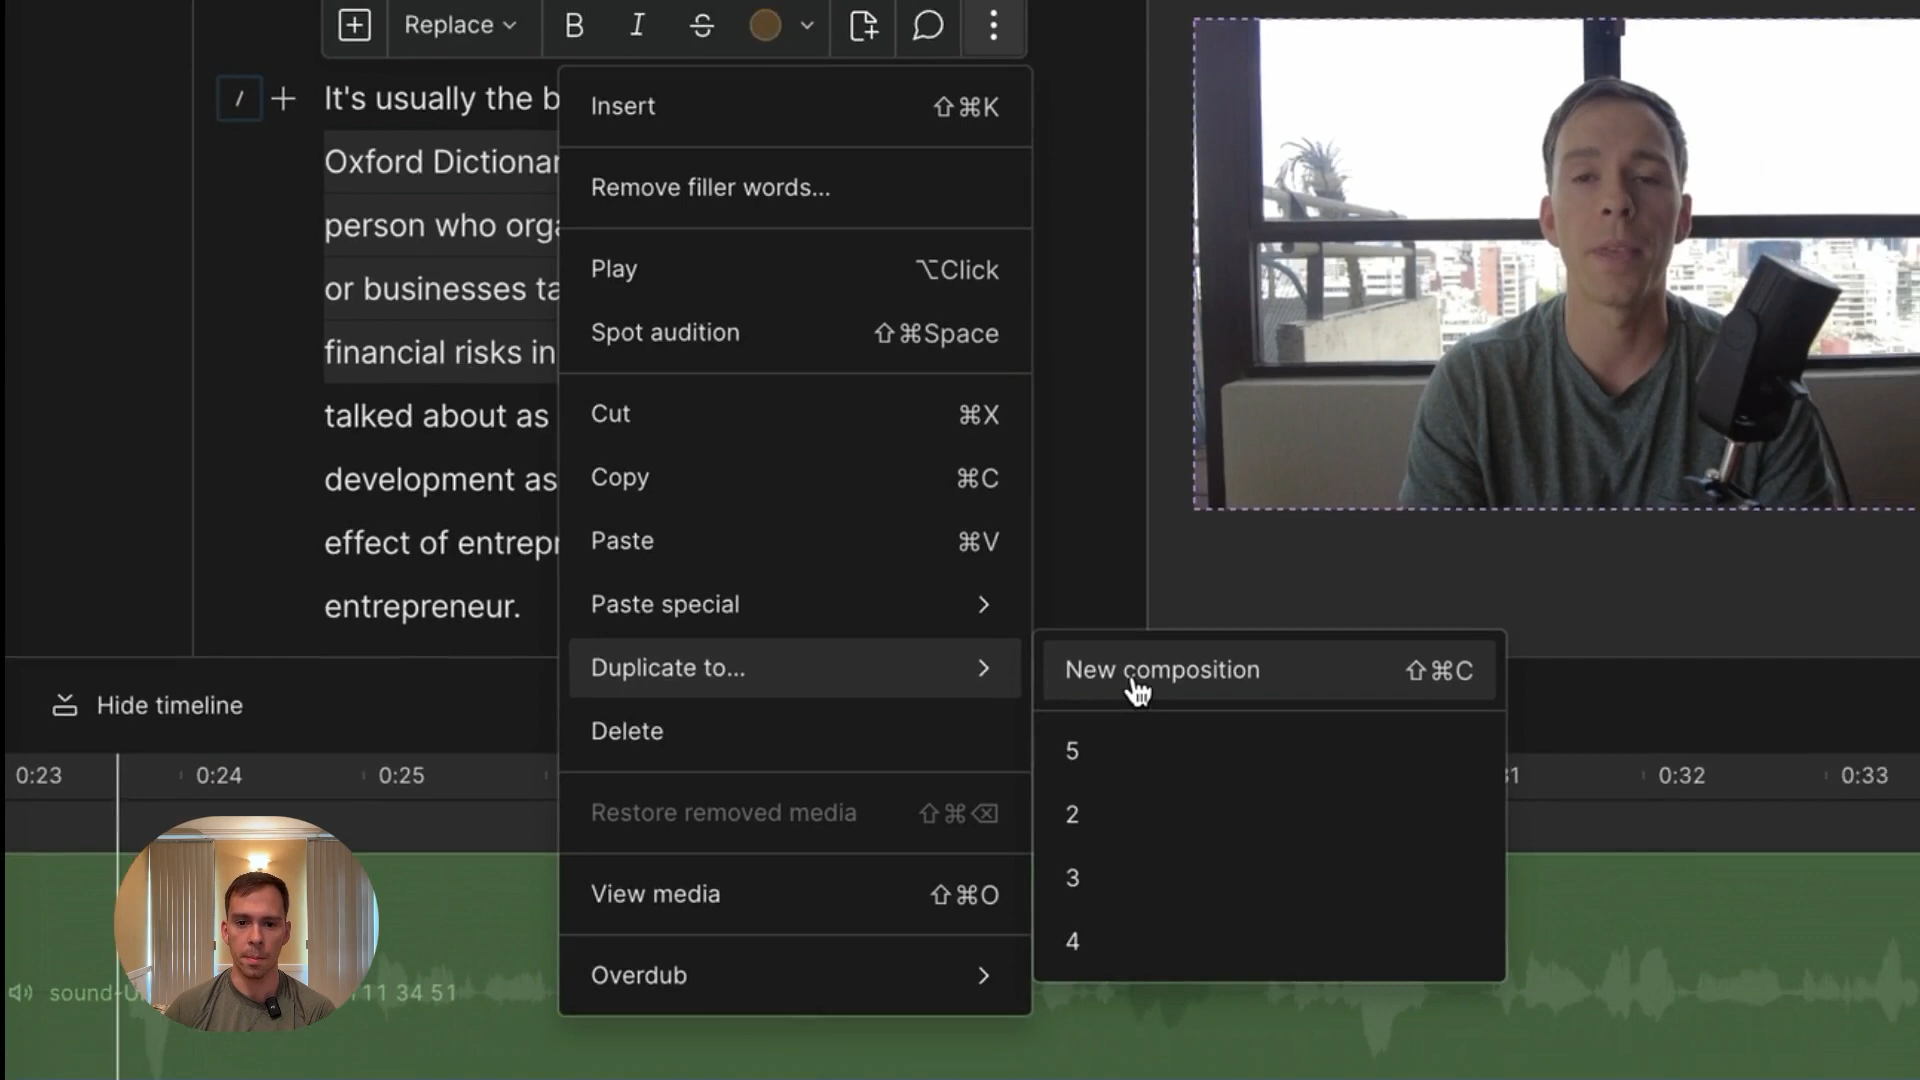 Replace
B I S
/ + It's usually the b
Oxford Dictionar
person who orga
or businesses ta
financial risks in
talked about as
development as
effect of entrepr
entrepreneur.
Insert ⇧⌘K
Remove filler words...
Play ⌥Click
Spot audition ⇧⌘Space
Cut ⌘X
Copy ⌘C
Paste ⌘V
Paste special
Duplicate to...
Delete
Restore removed media ⇧⌘⌫
View media ⇧⌘O
Overdub
New composition ⇧⌘C
5
2
3
4
Hide timeline
0:23 0:24 0:25 31 0:32 0:33
sound-U 11 34 51